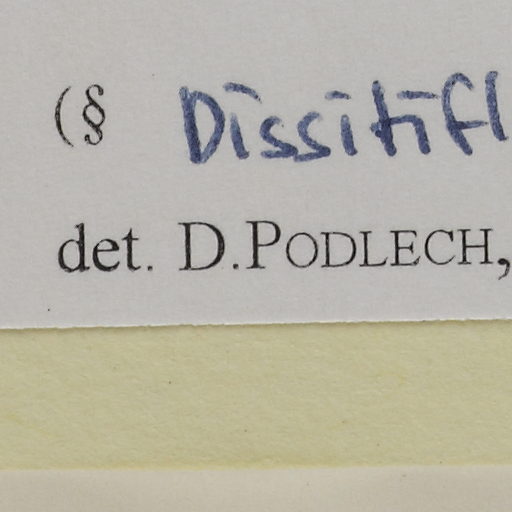 (§ Dissitifl
det. D.PODLECH,